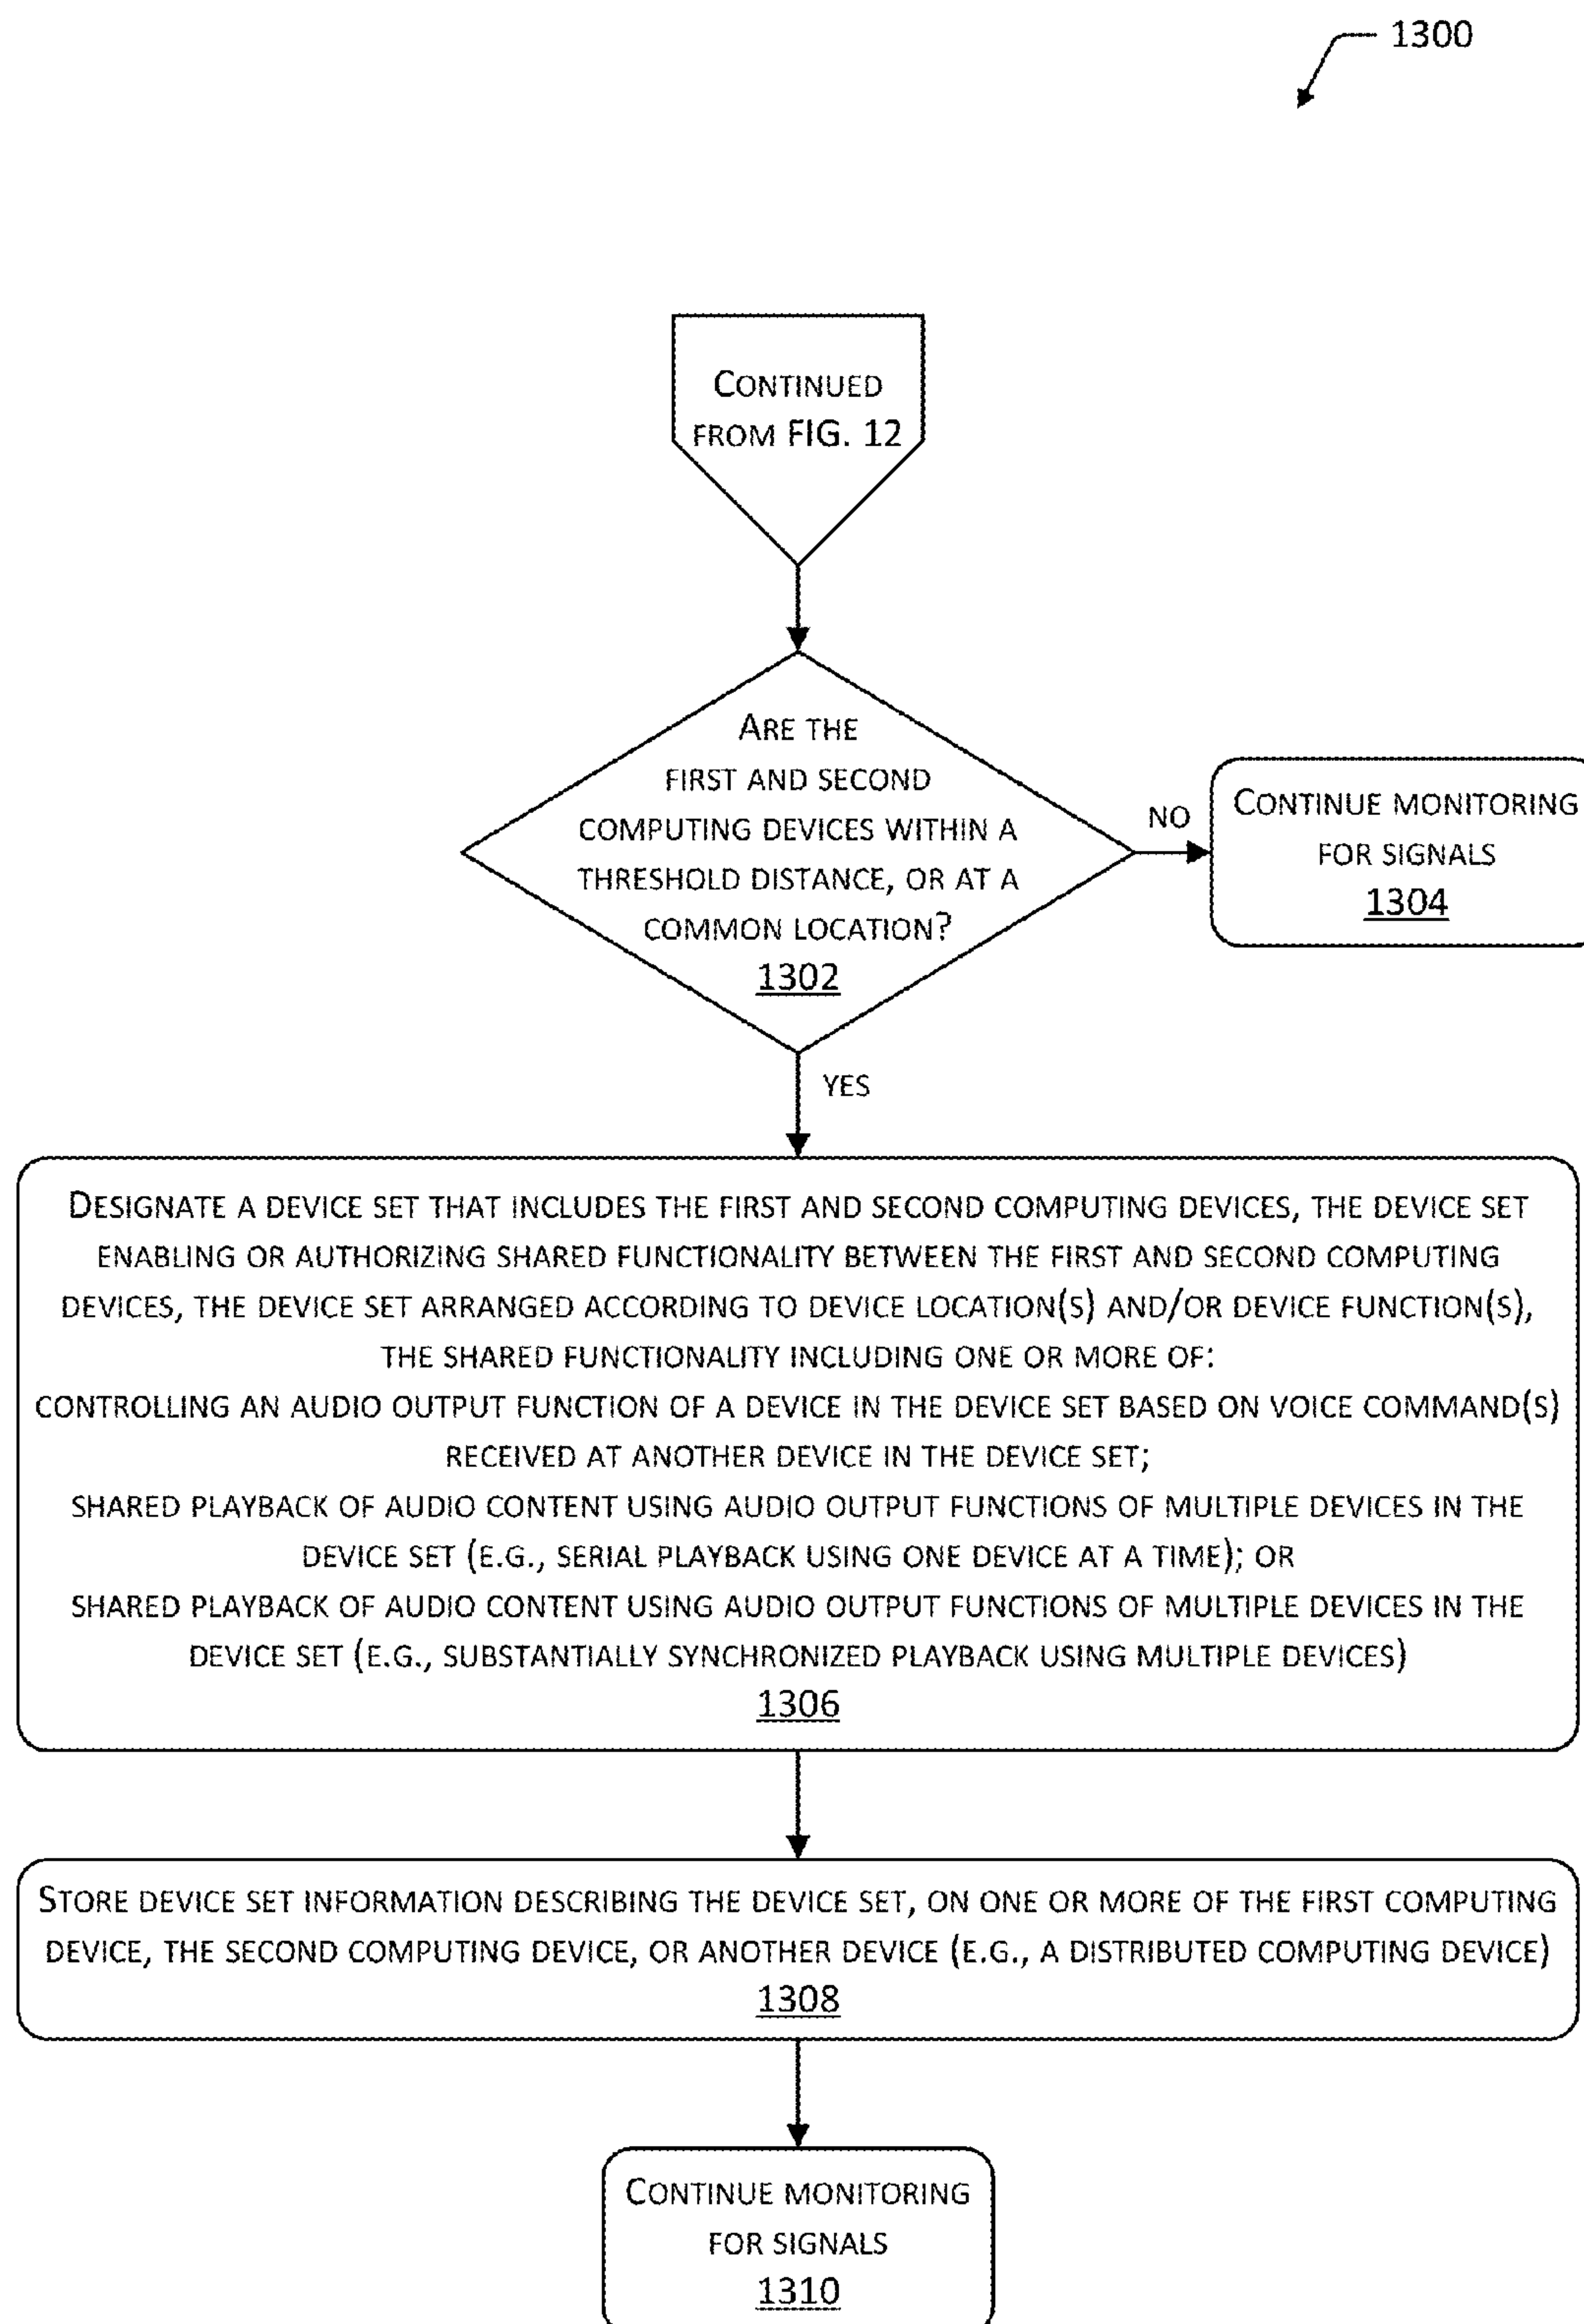 1300
CONTINUED
FROM FIG. 12
ARE THE
FIRST AND SECOND
COMPUTING DEVICES WITHIN A
THRESHOLD DISTANCE, OR AT A
COMMON LOCATION?
1302
NO
CONTINUE MONITORING
FOR SIGNALS
1304
YES
DESIGNATE A DEVICE SET THAT INCLUDES THE FIRST AND SECOND COMPUTING DEVICES, THE DEVICE SET
ENABLING OR AUTHORIZING SHARED FUNCTIONALITY BETWEEN THE FIRST AND SECOND COMPUTING
DEVICES, THE DEVICE SET ARRANGED ACCORDING TO DEVICE LOCATION(S) AND/OR DEVICE FUNCTION(S),
THE SHARED FUNCTIONALITY INCLUDING ONE OR MORE OF:
CONTROLLING AN AUDIO OUTPUT FUNCTION OF A DEVICE IN THE DEVICE SET BASED ON VOICE COMMAND(S)
RECEIVED AT ANOTHER DEVICE IN THE DEVICE SET;
SHARED PLAYBACK OF AUDIO CONTENT USING AUDIO OUTPUT FUNCTIONS OF MULTIPLE DEVICES IN THE
DEVICE SET (E.G., SERIAL PLAYBACK USING ONE DEVICE AT A TIME); OR
SHARED PLAYBACK OF AUDIO CONTENT USING AUDIO OUTPUT FUNCTIONS OF MULTIPLE DEVICES IN THE
DEVICE SET (E.G., SUBSTANTIALLY SYNCHRONIZED PLAYBACK USING MULTIPLE DEVICES)
1306
STORE DEVICE SET INFORMATION DESCRIBING THE DEVICE SET, ON ONE OR MORE OF THE FIRST COMPUTING
DEVICE, THE SECOND COMPUTING DEVICE, OR ANOTHER DEVICE (E.G., A DISTRIBUTED COMPUTING DEVICE)
1308
CONTINUE MONITORING
FOR SIGNALS
1310